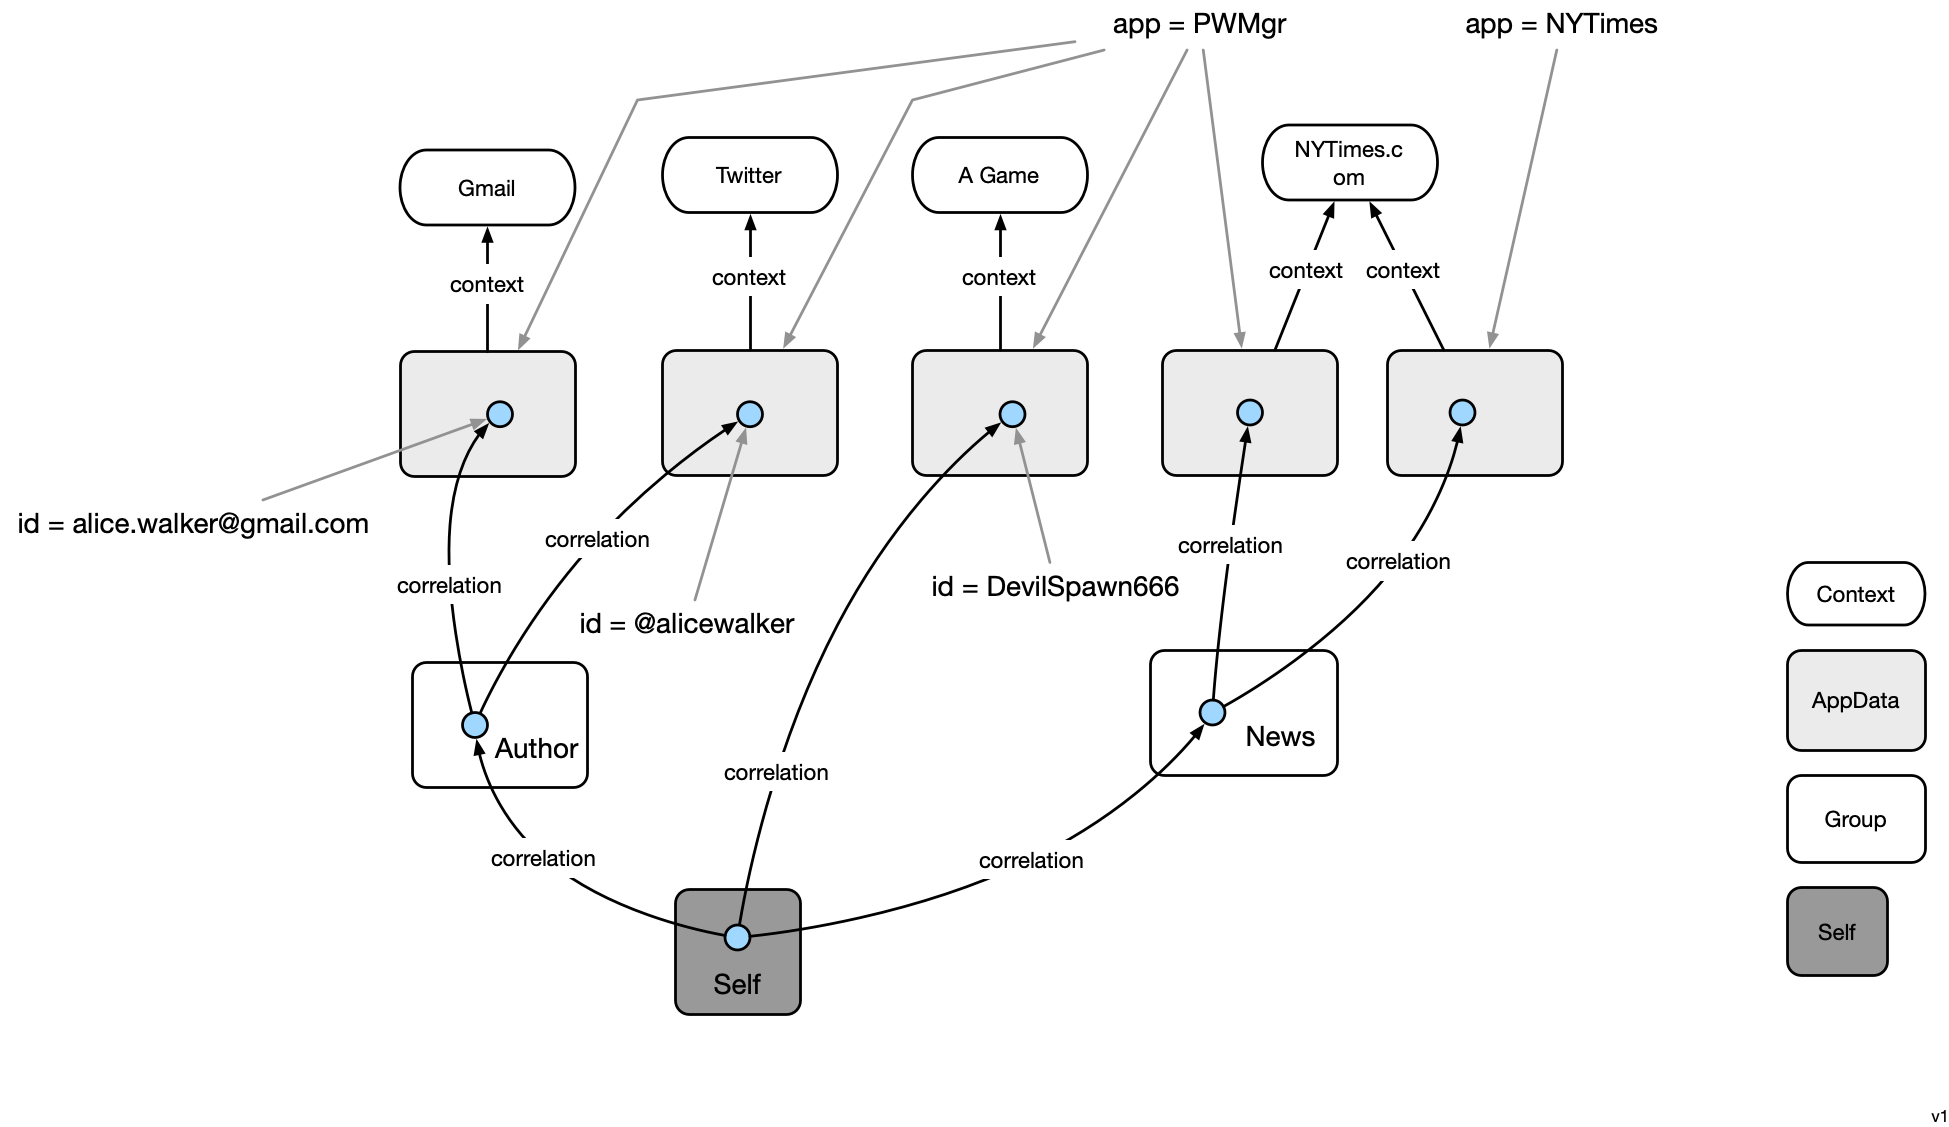 app = PWMgr
app = NYTimes
Gmail
Twitter
A Game
NYTimes.c
om
context
context
context
context
context
id = alice.walker@gmail.com
correlation
correlation
id = @alicewalker
id = DevilSpawn666
correlation
correlation
Author
News
correlation
correlation
correlation
Self
Context
AppData
Group
Self
v1